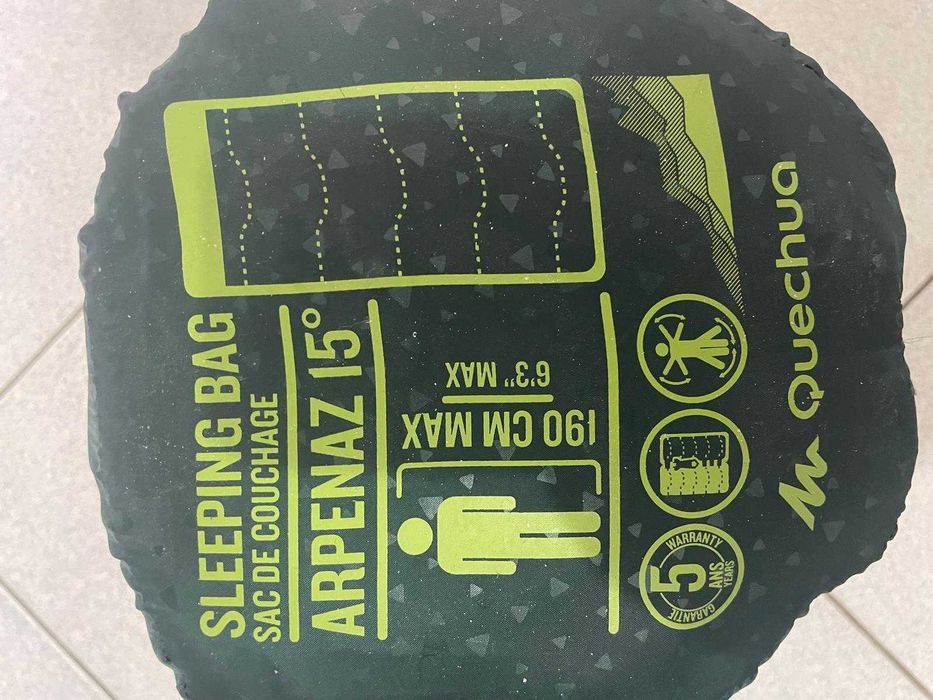 SLEEPING BAG
SAC DE COUCHAGE
ARPENAZ 15°
190 CM MAX
6'3" MAX
WARRANTY
5
ANS
YEARS
GARANTIE
Quechua